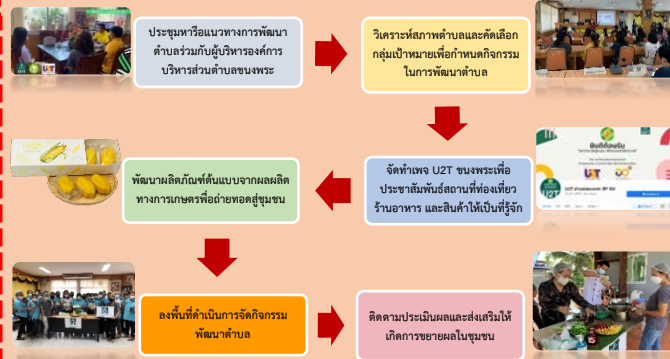 ประชุมหารือแนวทางการพัฒนา
ตำบลร่วมกับผู้บริหารองค์การ
บริหารส่วนตำบลขนงพระ
วิเคราะห์สภาพตำบลและคัดเลือก
กลุ่มเป้าหมายเพื่อกำหนดกิจกรรม
ในการพัฒนาตำบล
จัดทำเพจ U2T ขนงพระเพื่อ
ประชาสัมพันธ์สถานที่ท่องเที่ยว
ร้านอาหาร และสินค้าให้เป็นที่รู้จัก
ยินดีต้อนรับ
U2T
พัฒนาผลิตภัณฑ์ต้นแบบจากผลผลิต
ทางการเกษตรเพื่อถ่ายทอดสู่ชุมชน
ลงพื้นที่ดำเนินการจัดกิจกรรม
พัฒนาตำบล
ติดตามประเมินผลและส่งเสริมให้
เกิดการขยายผลในชุมชน